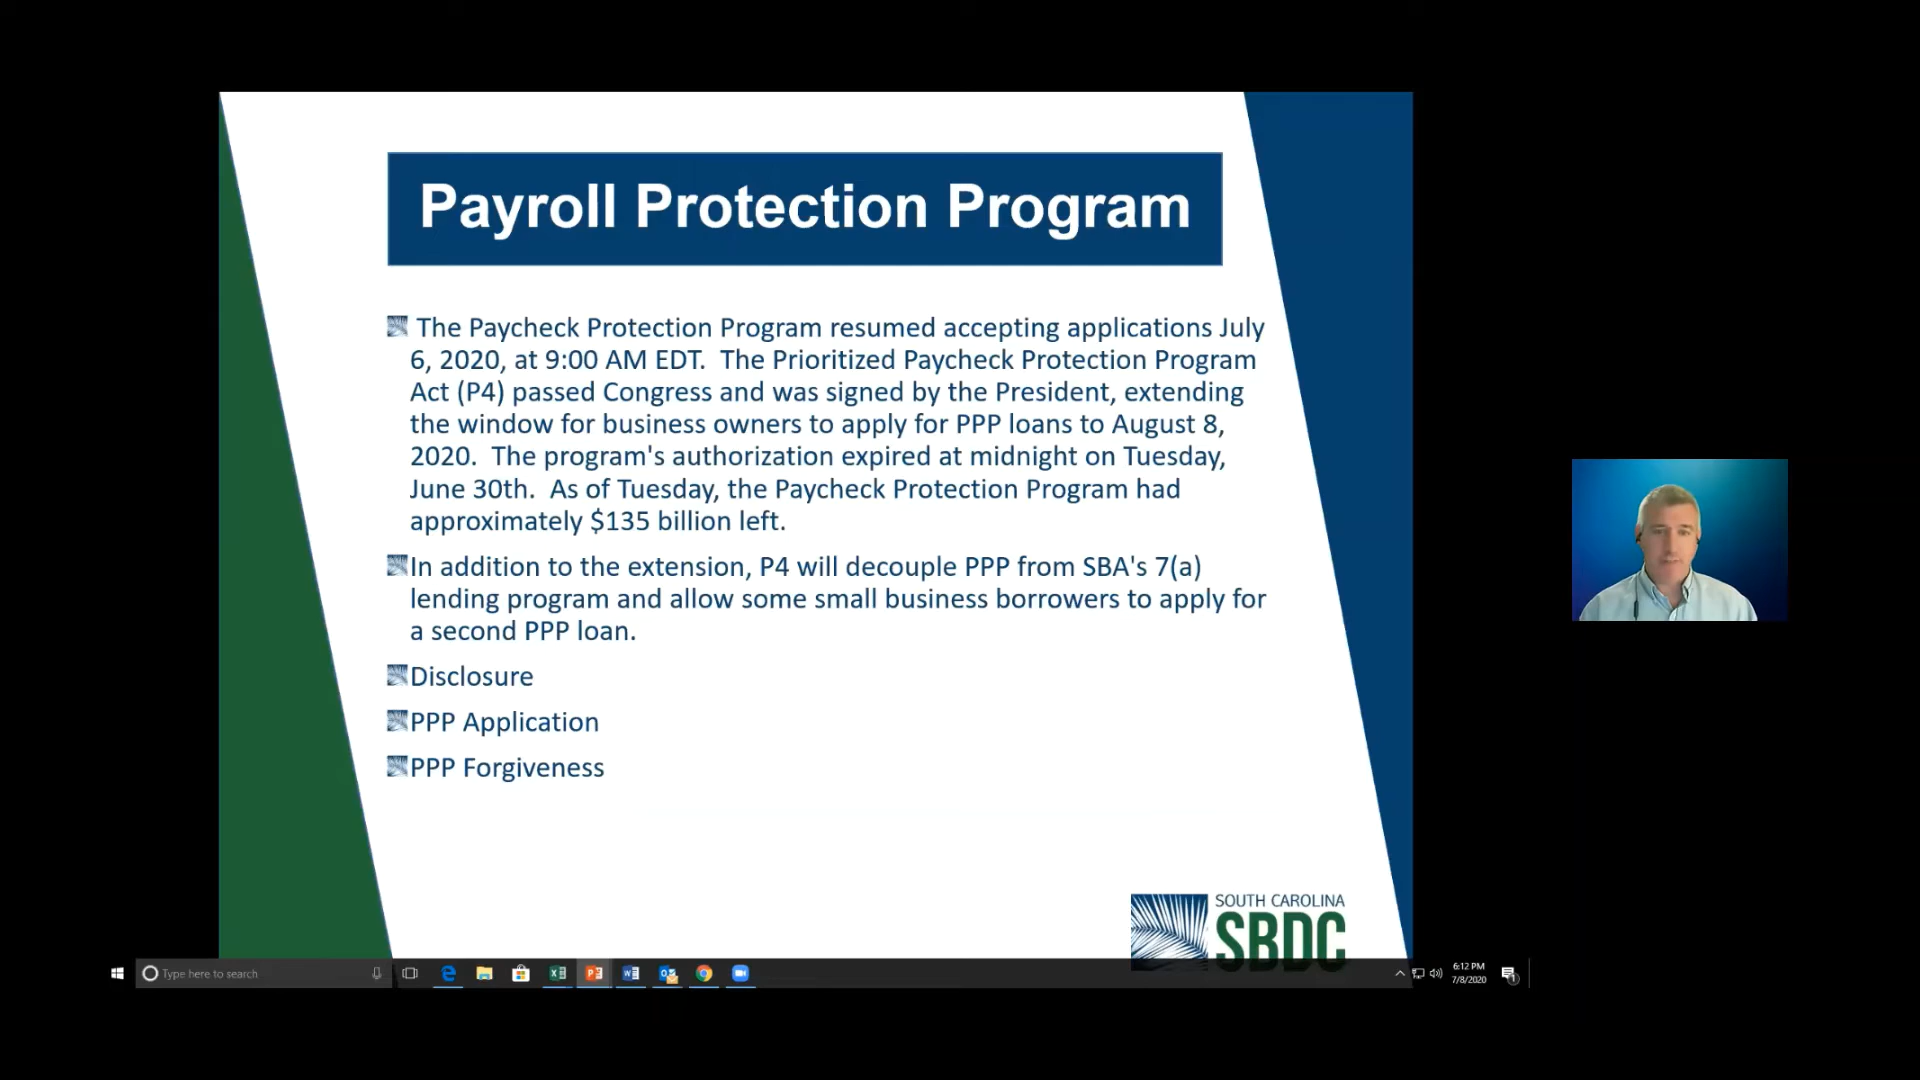 Payroll Protection Program
The Paycheck Protection Program resumed accepting applications July
6, 2020, at 9:00 AM EDT. The Prioritized Paycheck Protection Program
Act (P4) passed Congress and was signed by the President, extending
the window for business owners to apply for PPP loans to August 8,
2020. The program's authorization expired at midnight on Tuesday,
June 30th. As of Tuesday, the Paycheck Protection Program had
approximately $135 billion left.
In addition to the extension, P4 will decouple PPP from SBA's 7(a)
lending program and allow some small business borrowers to apply for
a second PPP loan.
Disclosure
PPP Application
PPP Forgiveness
SOUTH CAROLINA
SBDC
Type here to search
6:12 PM
7/8/2020